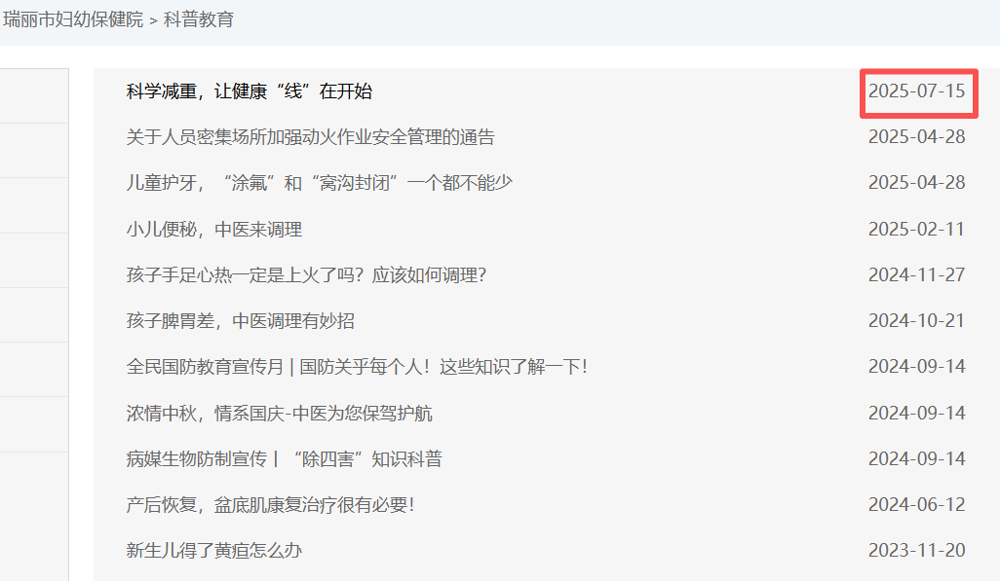 瑞丽市妇幼保健院 > 科普教育
科学减重，让健康“线”在开始 2025-07-15
关于人员密集场所加强动火作业安全管理的通告 2025-04-28
儿童护牙，“涂氟”和“窝沟封闭”一个都不能少 2025-04-28
小儿便秘，中医来调理 2025-02-11
孩子手足心热一定是上火了吗？应该如何调理？ 2024-11-27
孩子脾胃差，中医调理有妙招 2024-10-21
全民国防教育宣传月 | 国防关乎每个人！这些知识了解一下！ 2024-09-14
浓情中秋，情系国庆-中医为您保驾护航 2024-09-14
病媒生物防制宣传丨“除四害”知识科普 2024-09-14
产后恢复，盆底肌康复治疗很有必要！ 2024-06-12
新生儿得了黄疸怎么办 2023-11-20